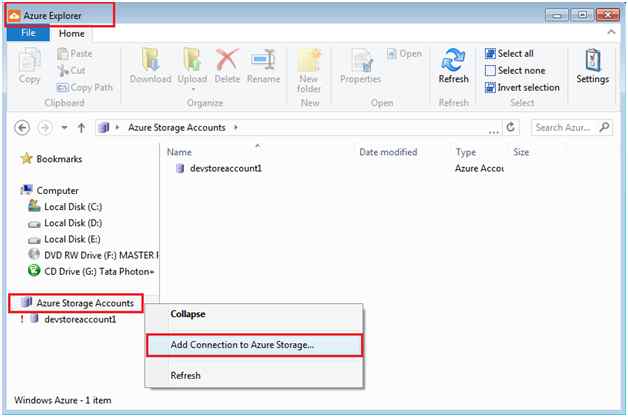 Azure Explorer
File Home
Copy
Paste
Cut
Copy Path
Clipboard
Download
Upload
Delete
Rename
Organize
New folder
New
Properties
Open
Open
Refresh
Refresh
Select all
Select none
Invert selection
Select
Settings
Azure Storage Accounts
... Search Azur...
Bookmarks
Computer
Local Disk (C:)
Local Disk (D:)
Local Disk (E:)
DVD RW Drive (F:) MASTER F
CD Drive (G:) Tata Photon+
Azure Storage Accounts
! devstoreaccount1
Name Date modified Type Size
devstoreaccount1 Azure Accou
Collapse
Add Connection to Azure Storage...
Refresh
Windows Azure - 1 item